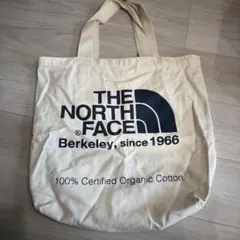 THE
NORTH
®FACE
Berkeley, since 1966
100% Certified Organic Cotton